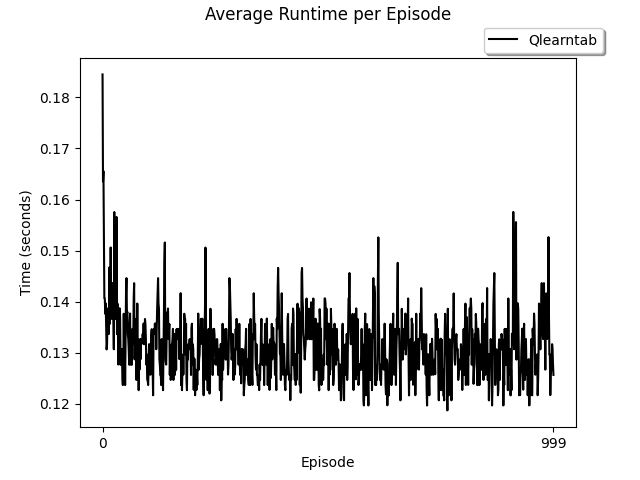 Average Runtime per Episode
Qlearntab
0.18
0.17
0.16
0.15
0.14
0.13
0.12
Time (seconds)
0
999
Episode